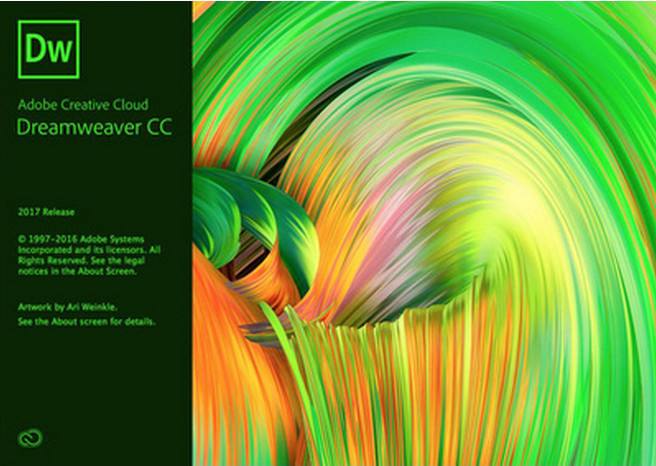 Dw
Adobe Creative Cloud
Dreamweaver CC
2017 Release
© 1997-2016 Adobe Systems
Incorporated and its licensors. All
Rights Reserved. See the legal
notices in the About Screen.
Artwork by Ari Weinkle.
See the About screen for details.